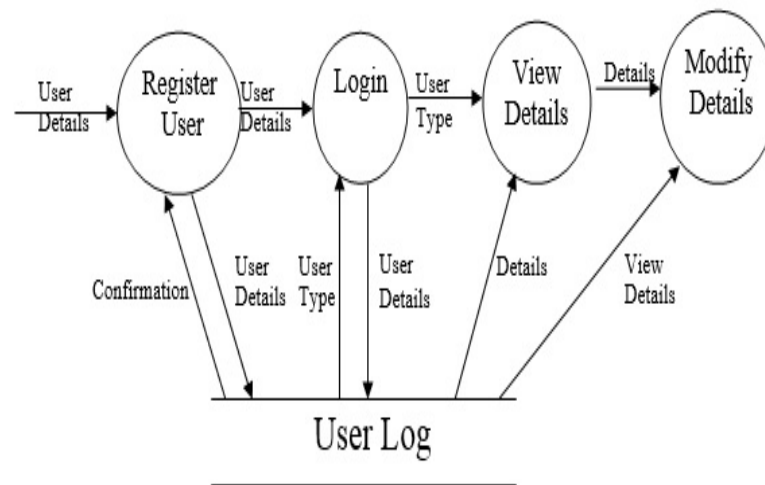 User
Details
Register
User
User
Details
Login
User
Type
View
Details
Details
Modify
Details
Confirmation
User
Details
User
Type
User
Details
Details
View
Details
User Log